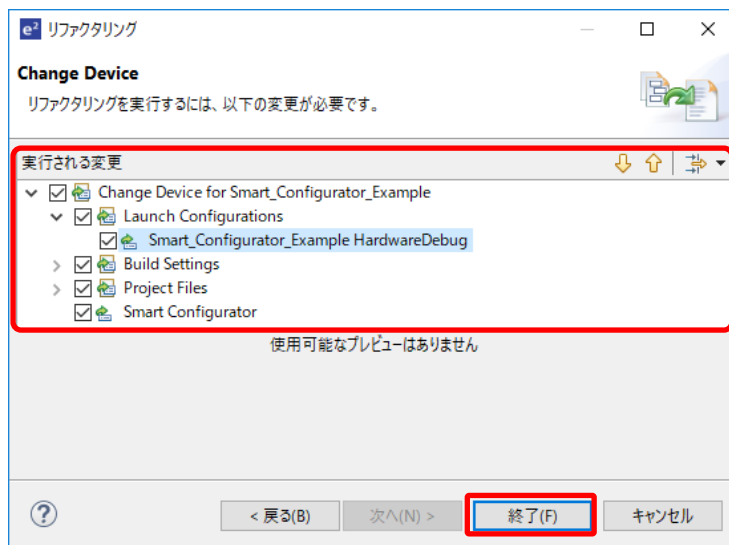 e² リファクタリング
Change Device
リファクタリングを実行するには、以下の変更が必要です。
実行される変更
Change Device for Smart_Configurator_Example
Launch Configurations
Smart_Configurator_Example HardwareDebug
Build Settings
Project Files
Smart Configurator
使用可能なプレビューはありません
? < 戻る(B) 次へ(N) > 終了(F) キャンセル